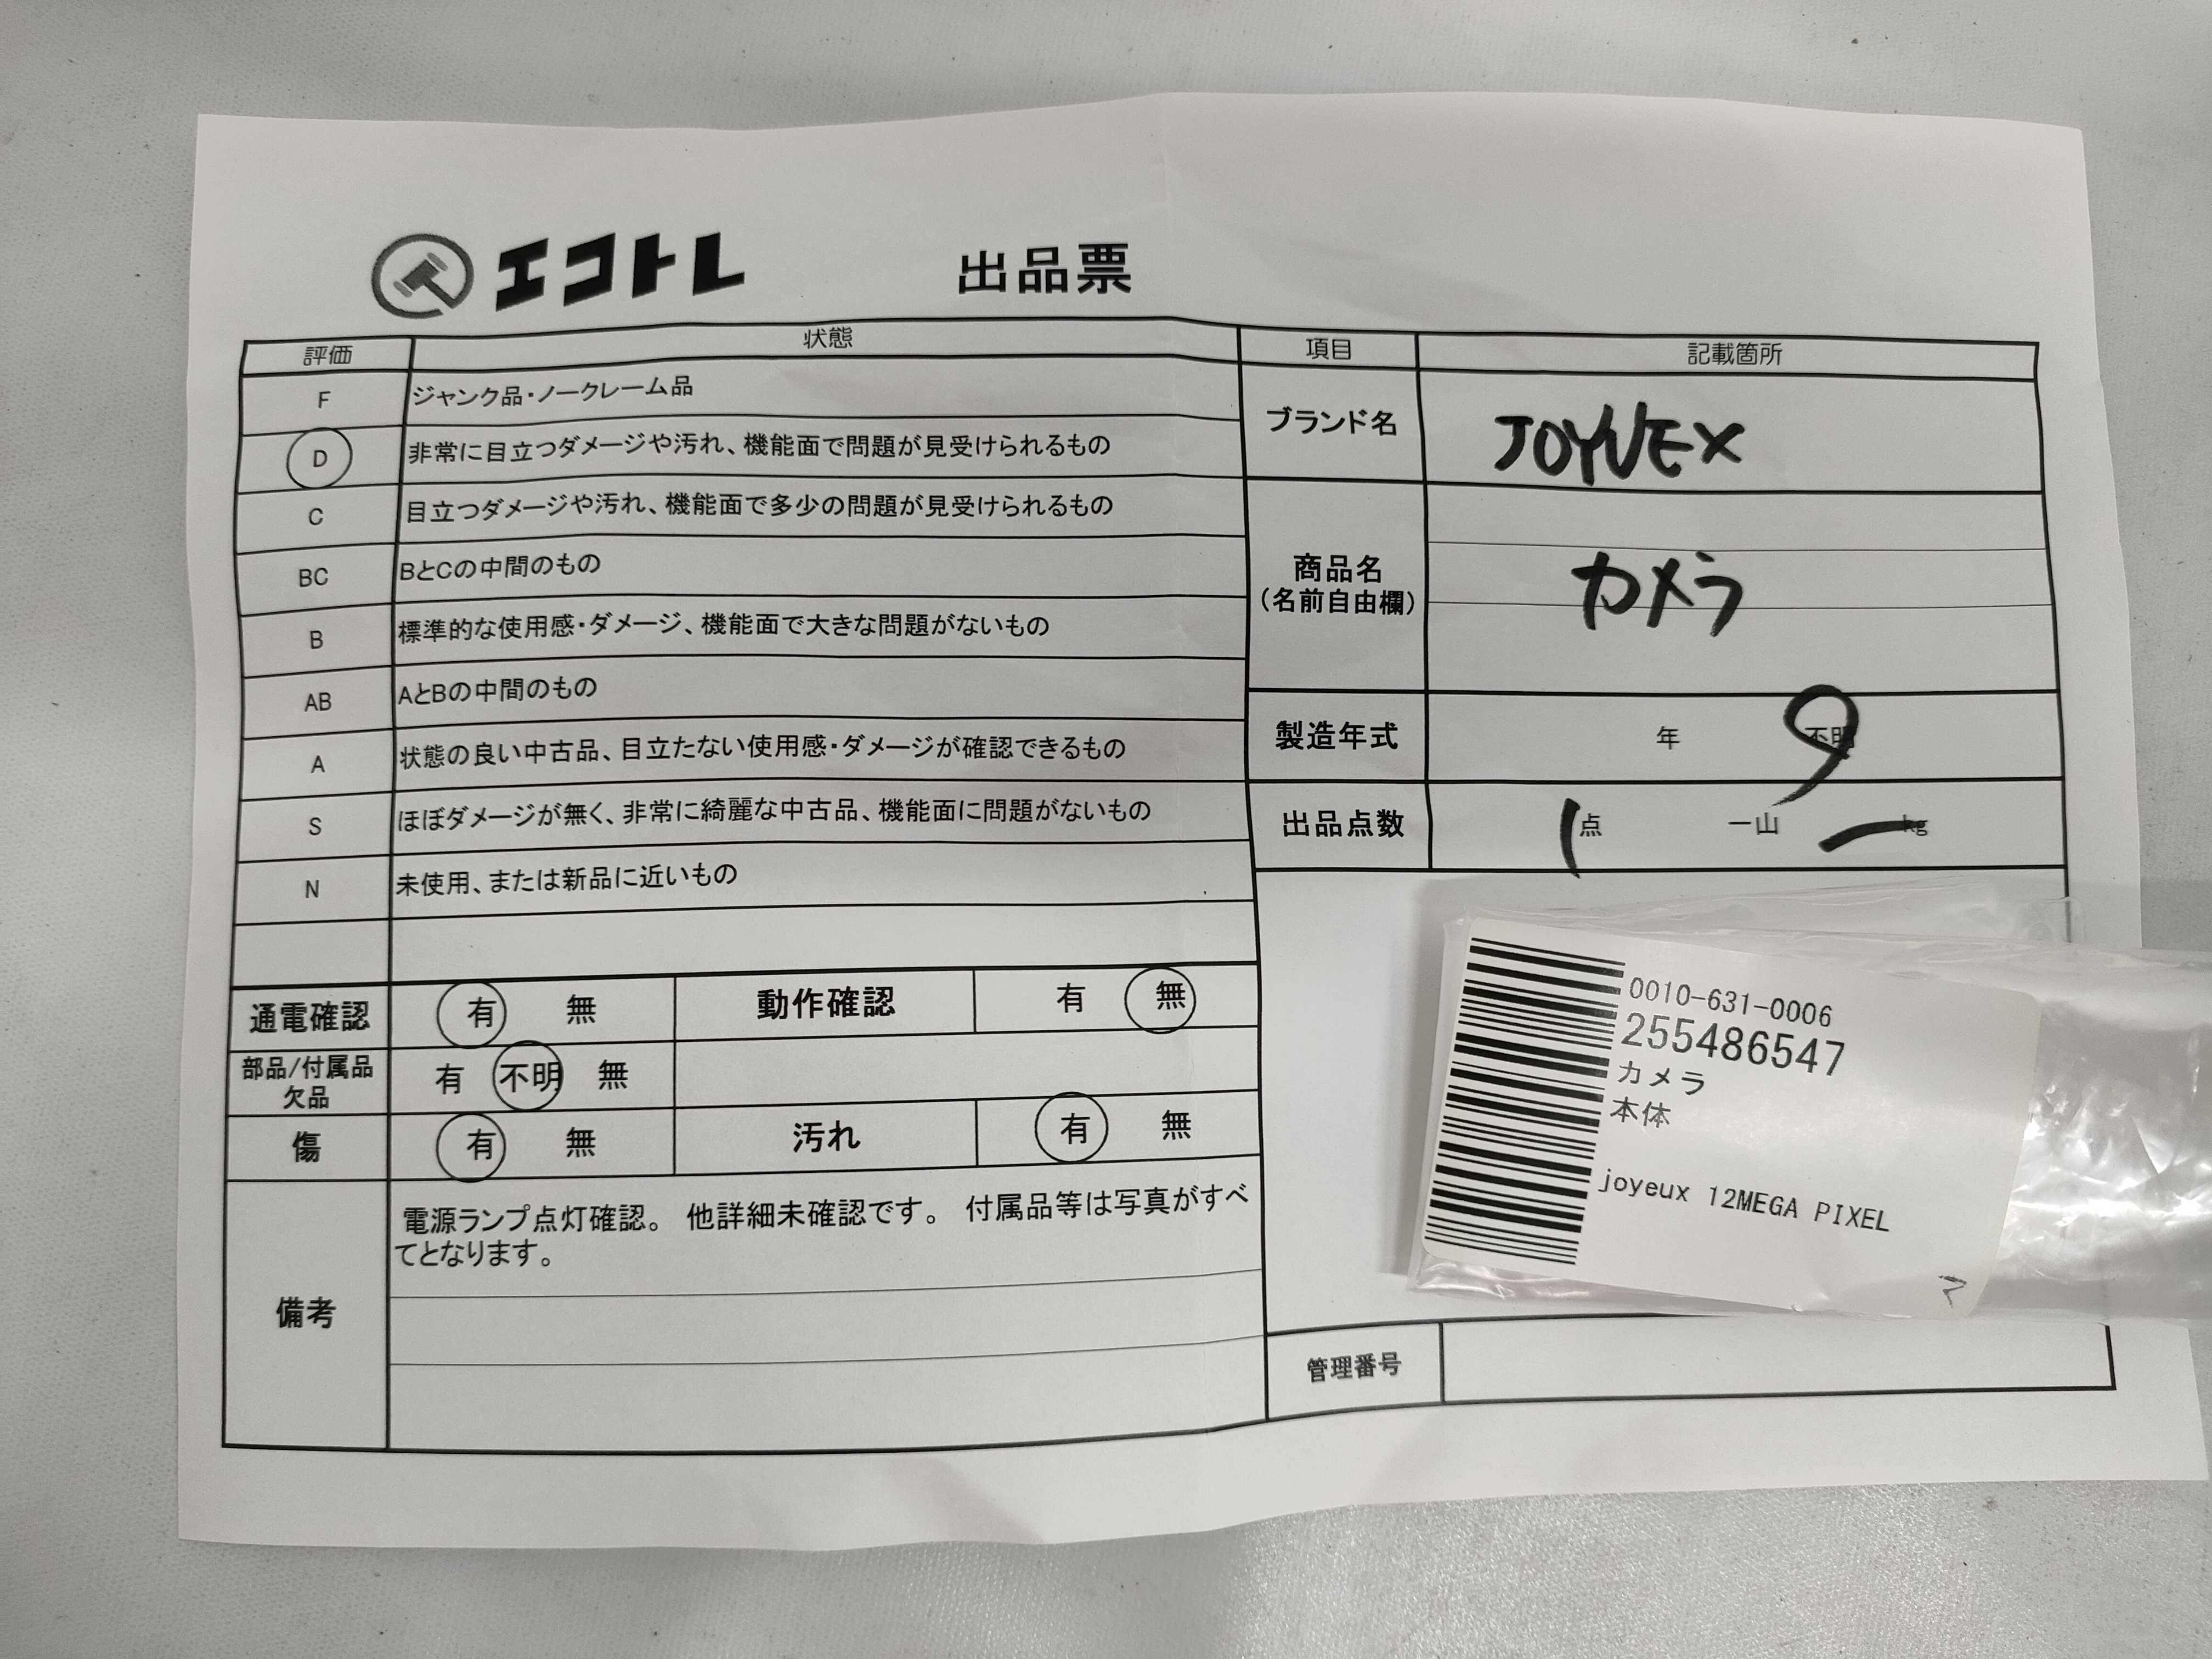 エコトレ 出品票
評価 状態
F ジャンク品・ノークレーム品
D 非常に目立つダメージや汚れ、機能面で問題が見受けられるもの
C 目立つダメージや汚れ、機能面で多少の問題が見受けられるもの
BC BとCの中間のもの
B 標準的な使用感・ダメージ、機能面で大きな問題がないもの
AB AとBの中間のもの
A 状態の良い中古品、目立たない使用感・ダメージが確認できるもの
S ほぼダメージが無く、非常に綺麗な中古品、機能面に問題がないもの
N 未使用、または新品に近いもの
通電確認 有 無 動作確認 有 無
部品/付属品
欠品 有 不明 無
傷 有 無 汚れ 有 無
備考 電源ランプ点灯確認。 他詳細未確認です。 付属品等は写真がすべ
てとなります。
項目 記載箇所
ブランド名 JOYUEX
商品名
(名前自由欄) カメラ
製造年式 年 不明
出品点数 1点 一山 kg
0010-631-0006
255486547
カメラ
本体
joyeux 12MEGA PIXEL
管理番号